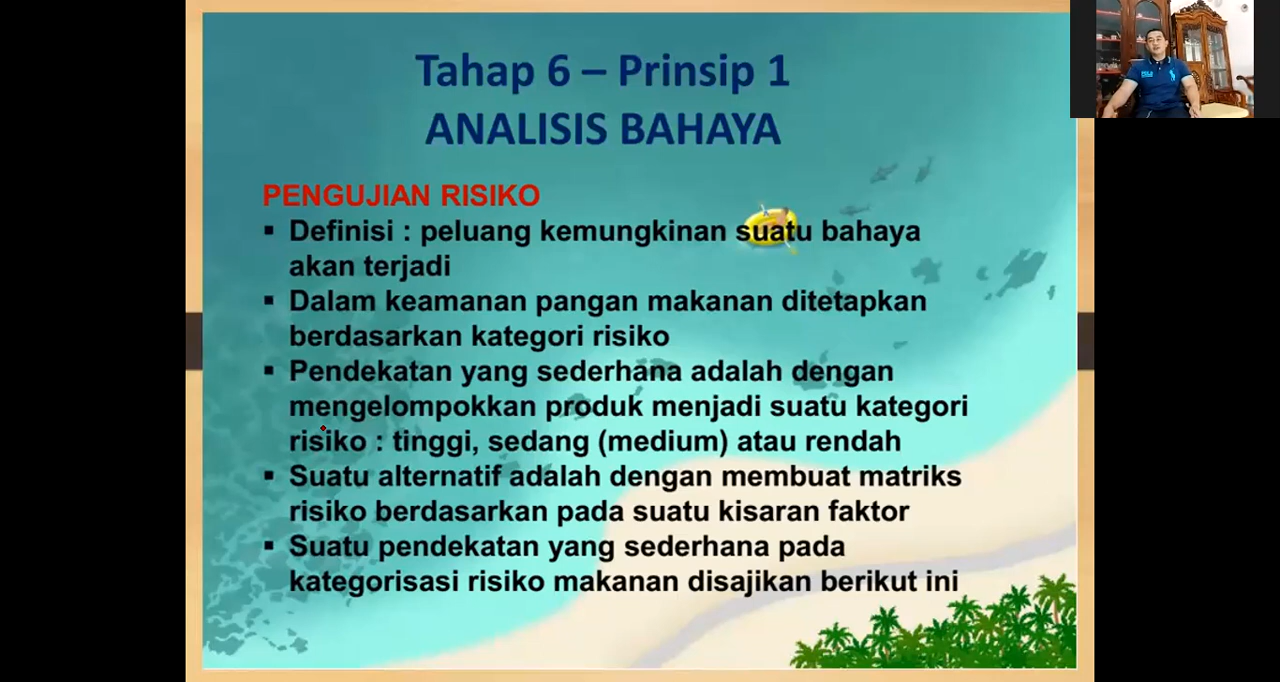 Tahap 6 – Prinsip 1
ANALISIS BAHAYA
PENGUJIAN RISIKO
▪ Definisi : peluang kemungkinan suatu bahaya
akan terjadi
▪ Dalam keamanan pangan makanan ditetapkan
berdasarkan kategori risiko
▪ Pendekatan yang sederhana adalah dengan
mengelompokkan produk menjadi suatu kategori
risiko : tinggi, sedang (medium) atau rendah
▪ Suatu alternatif adalah dengan membuat matriks
risiko berdasarkan pada suatu kisaran faktor
▪ Suatu pendekatan yang sederhana pada
kategorisasi risiko makanan disajikan berikut ini